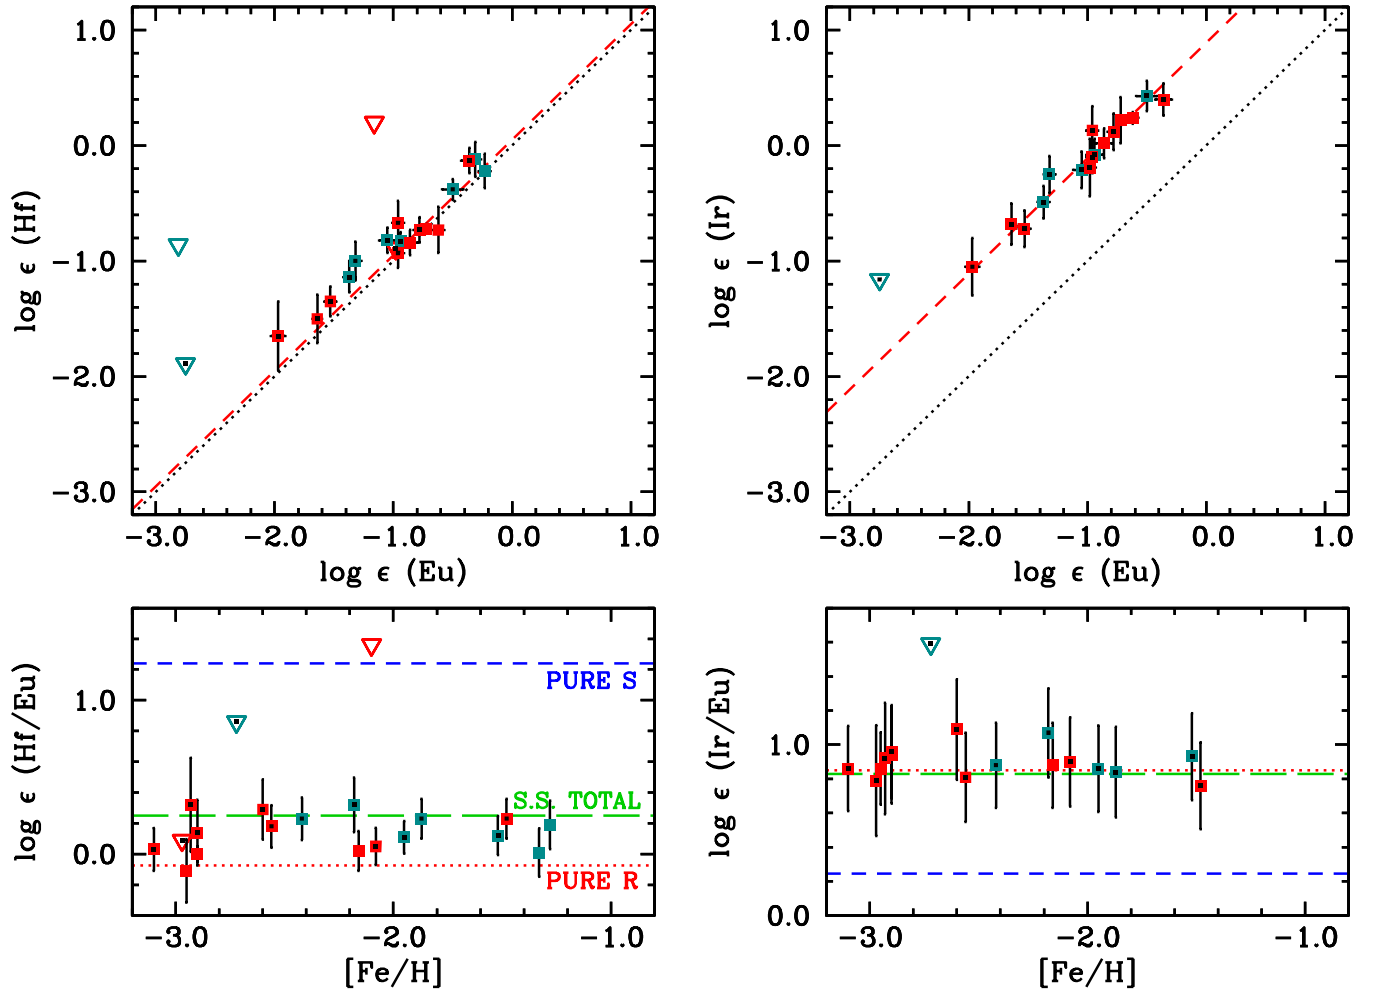 1.0
0.0
−1.0
−2.0
−3.0
log ϵ (Hf)
−3.0 −2.0 −1.0 0.0 1.0
log ϵ (Eu)
1.0
0.0
−1.0
−2.0
−3.0
log ϵ (Ir)
−3.0 −2.0 −1.0 0.0 1.0
log ϵ (Eu)
1.0
0.0
log ϵ (Hf/Eu)
PURE S
S.S. TOTAL
PURE R
−3.0 −2.0 −1.0
[Fe/H]
1.0
0.0
log ϵ (Ir/Eu)
−3.0 −2.0 −1.0
[Fe/H]